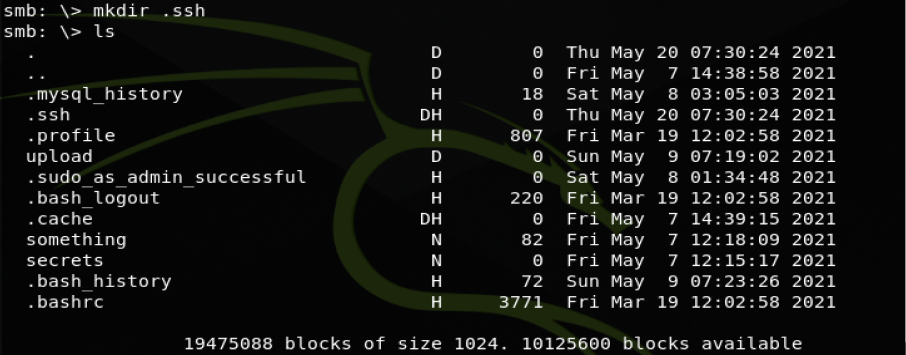 smb: \> mkdir .ssh
smb: \> ls
. D 0 Thu May 20 07:30:24 2021
.. D 0 Fri May 7 14:38:58 2021
.mysql_history H 18 Sat May 8 03:05:03 2021
.ssh DH 0 Thu May 20 07:30:24 2021
.profile H 807 Fri Mar 19 12:02:58 2021
upload D 0 Sun May 9 07:19:02 2021
.sudo_as_admin_successful H 0 Sat May 8 01:34:48 2021
.bash_logout H 220 Fri Mar 19 12:02:58 2021
.cache DH 0 Fri May 7 14:39:15 2021
something N 82 Fri May 7 12:18:09 2021
secrets N 0 Fri May 7 12:15:17 2021
.bash_history H 72 Sun May 9 07:23:26 2021
.bashrc H 3771 Fri Mar 19 12:02:58 2021
19475088 blocks of size 1024. 10125600 blocks available